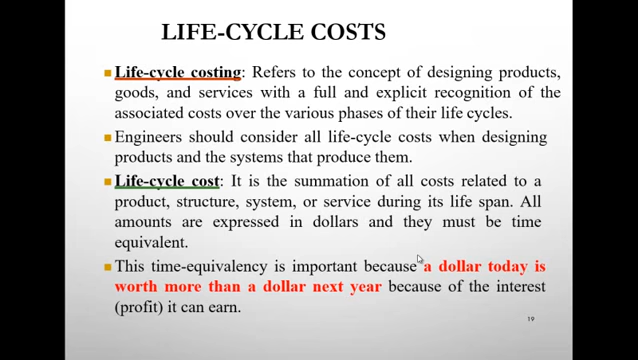 LIFE-CYCLE COSTS
Life-cycle costing: Refers to the concept of designing products,
goods, and services with a full and explicit recognition of the
associated costs over the various phases of their life cycles.
Engineers should consider all life-cycle costs when designing
products and the systems that produce them.
Life-cycle cost: It is the summation of all costs related to a
product, structure, system, or service during its life span. All
amounts are expressed in dollars and they must be time
equivalent.
This time-equivalency is important because a dollar today is
worth more than a dollar next year because of the interest
(profit) it can earn.
19